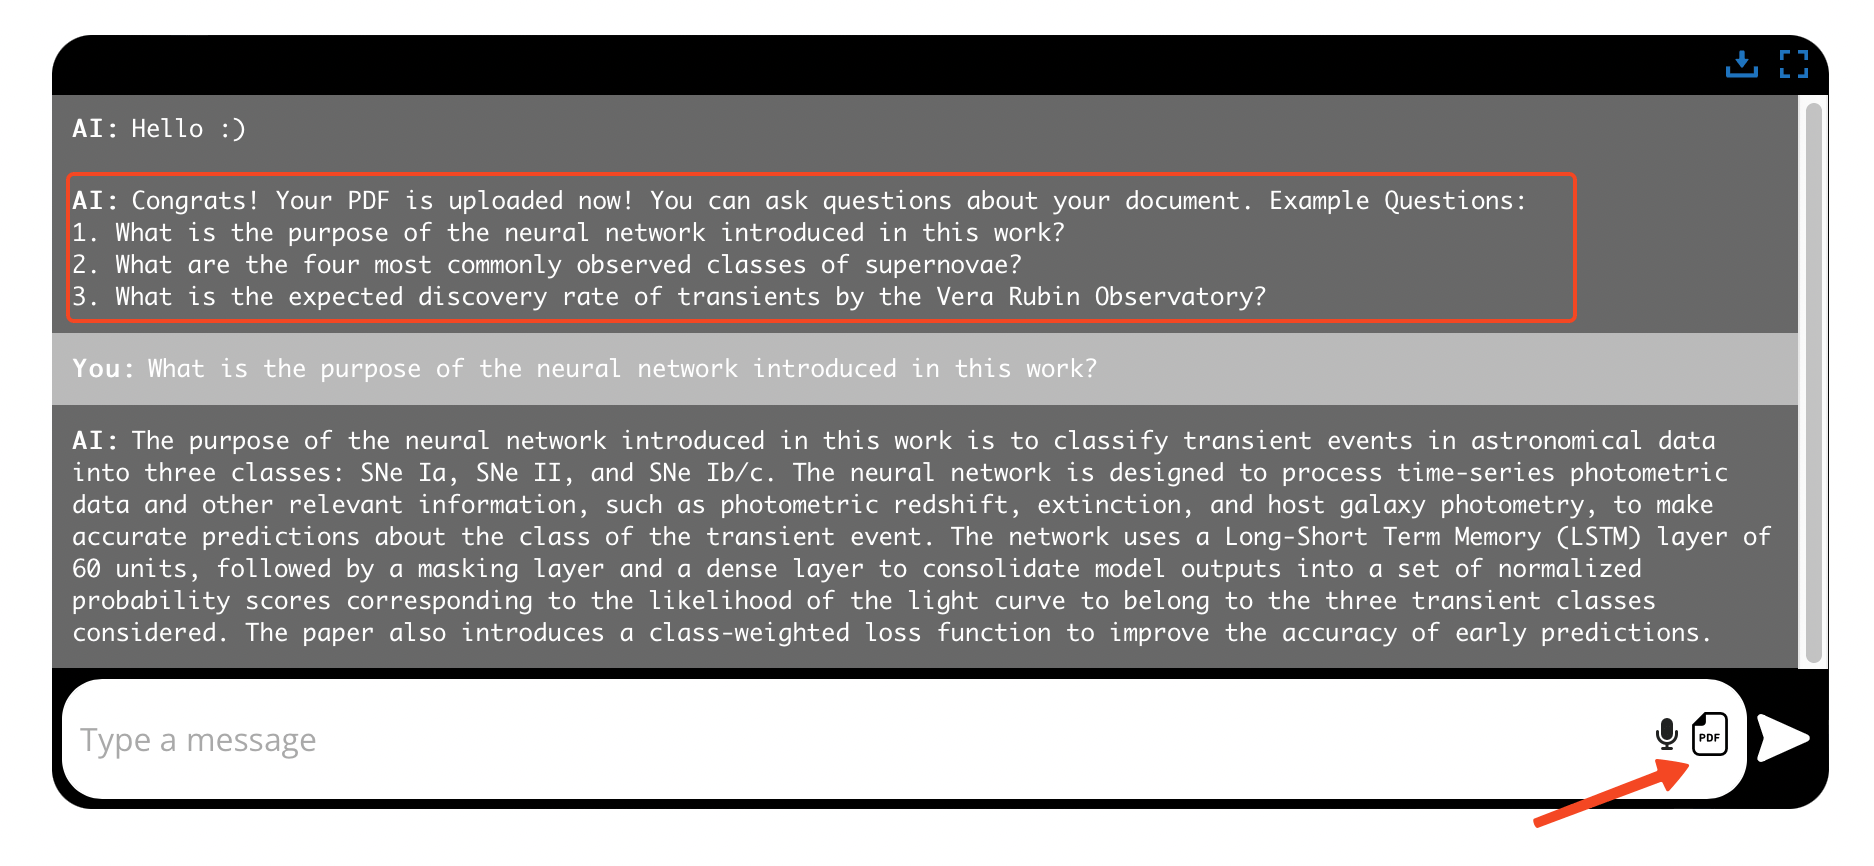 AI: Hello :)
AI: Congrats! Your PDF is uploaded now! You can ask questions about your document. Example Questions:
1. What is the purpose of the neural network introduced in this work?
2. What are the four most commonly observed classes of supernovae?
3. What is the expected discovery rate of transients by the Vera Rubin Observatory?
You: What is the purpose of the neural network introduced in this work?
AI: The purpose of the neural network introduced in this work is to classify transient events in astronomical data
into three classes: SNe Ia, SNe II, and SNe Ib/c. The neural network is designed to process time-series photometric
data and other relevant information, such as photometric redshift, extinction, and host galaxy photometry, to make
accurate predictions about the class of the transient event. The network uses a Long-Short Term Memory (LSTM) layer of
60 units, followed by a masking layer and a dense layer to consolidate model outputs into a set of normalized
probability scores corresponding to the likelihood of the light curve to belong to the three transient classes
considered. The paper also introduces a class-weighted loss function to improve the accuracy of early predictions.
Type a message
PDF